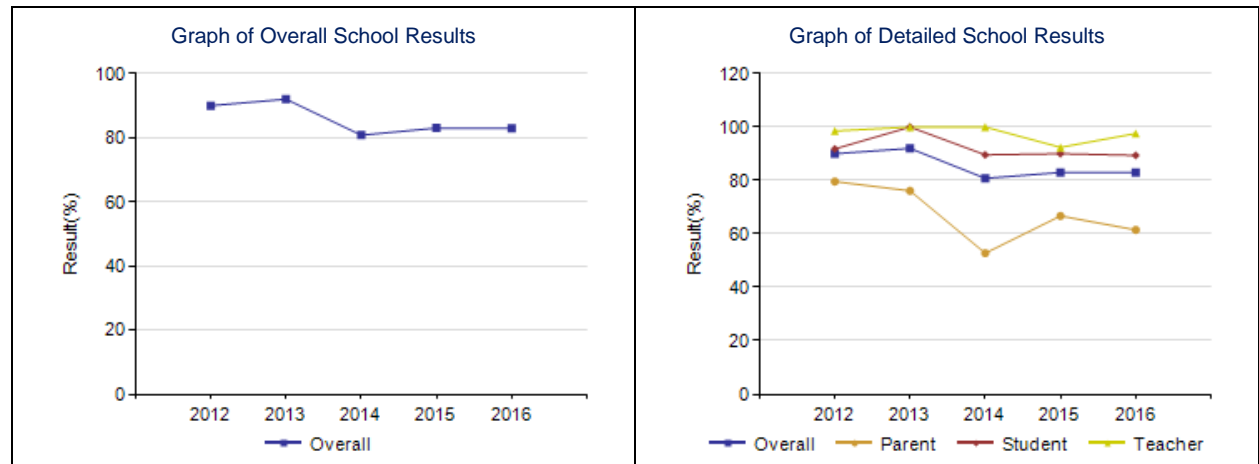 Graph of Overall School Results
100
80
60
40
20
0
Result(%)
2012 2013 2014 2015 2016
Overall
Graph of Detailed School Results
120
100
80
60
40
20
0
Result(%)
2012 2013 2014 2015 2016
Overall Parent Student Teacher